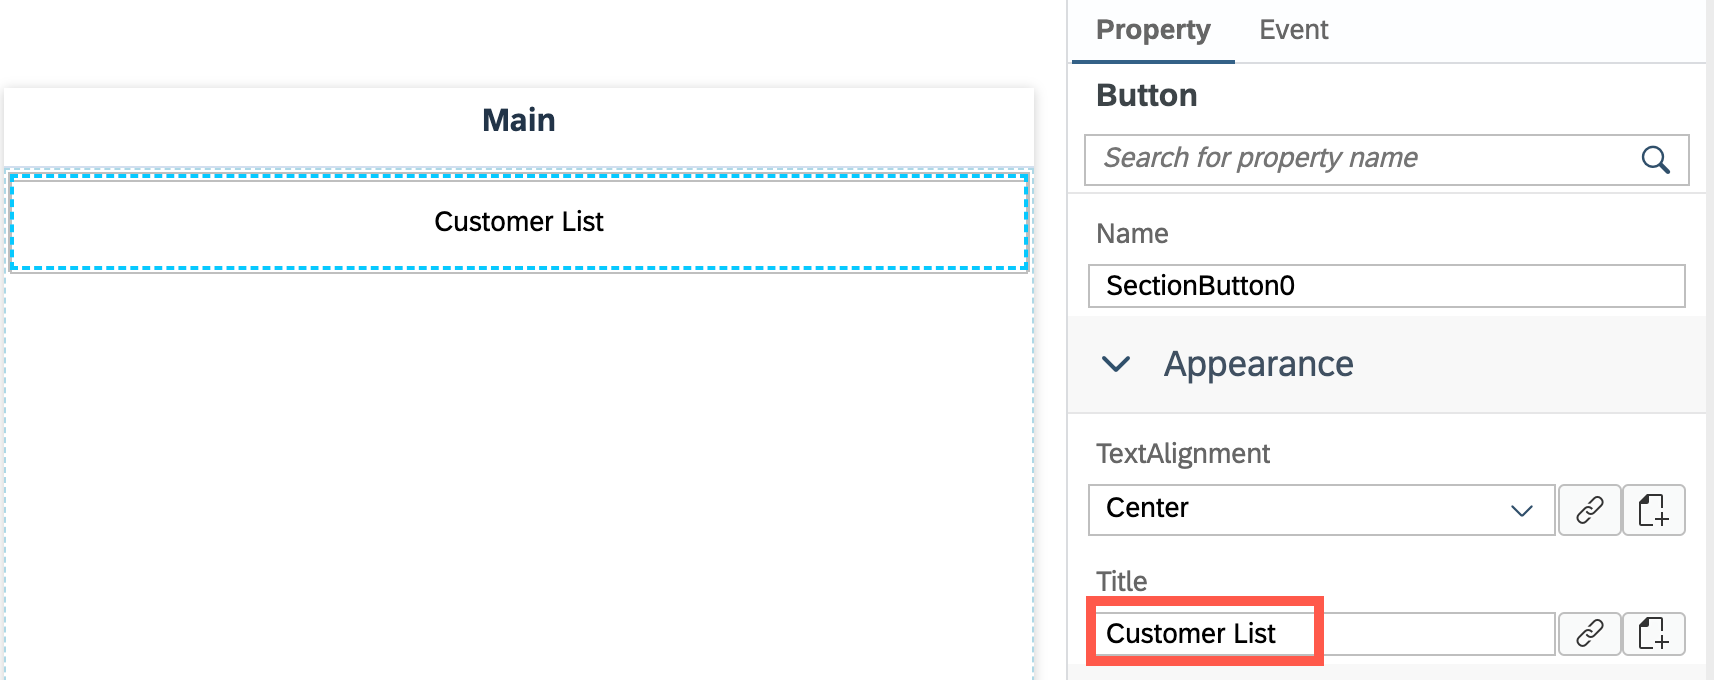 Main
Customer List
Property Event
Button
Search for property name
Name
SectionButton0
Appearance
TextAlignment
Center
Title
Customer List